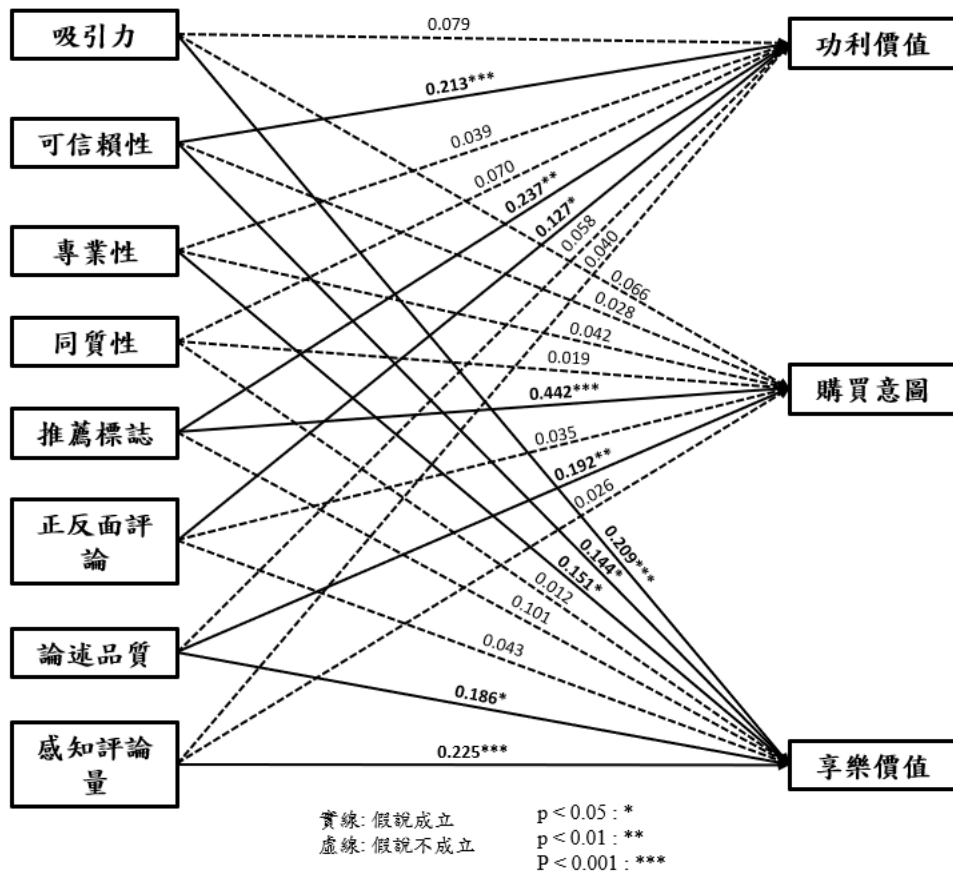 吸引力
可信賴性
專業性
同質性
推薦標誌
正反面評
論
論述品質
感知評論
量
0.079
0.213***
0.039
0.070
0.237**
0.127*
0.058
0.040
0.066
0.028
0.042
0.019
0.442***
0.035
0.192**
0.026
0.209***
0.144*
0.151*
0.012
0.101
0.043
0.186*
0.225***
功利價值
購買意圖
享樂價值
實線: 假說成立
虛線: 假說不成立
p < 0.05 : *
p < 0.01 : **
P < 0.001 : ***